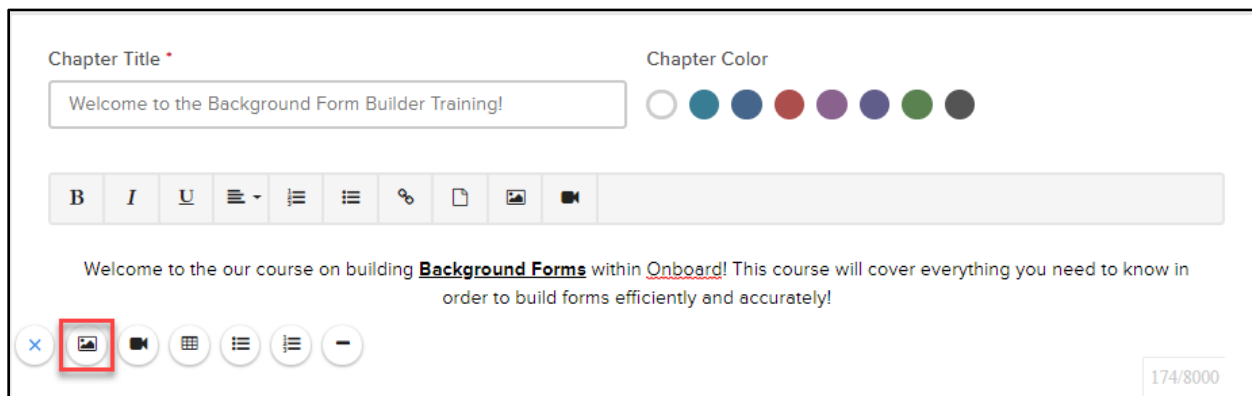 Chapter Title *
Chapter Color
Welcome to the Background Form Builder Training!
B I U
Welcome to the our course on building Background Forms within Onboard! This course will cover everything you need to know in
order to build forms efficiently and accurately!
174/8000